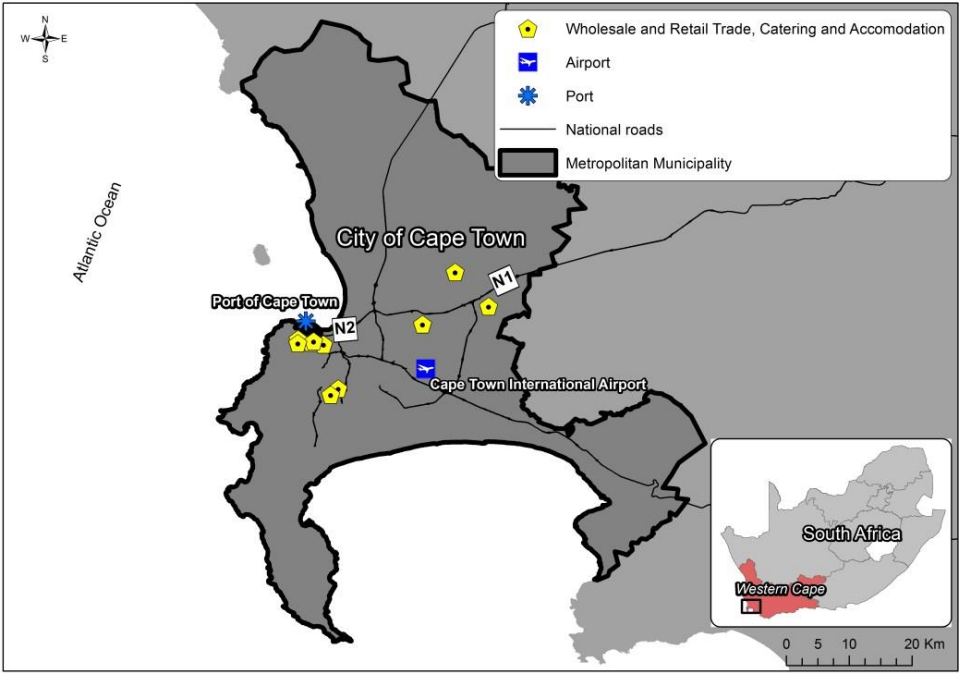 N
W E
S
Wholesale and Retail Trade, Catering and Accomodation
Airport
Port
National roads
Metropolitan Municipality
Atlantic Ocean
City of Cape Town
N1
Port of Cape Town
N2
Cape Town International Airport
South Africa
Western Cape
0 5 10 20 Km